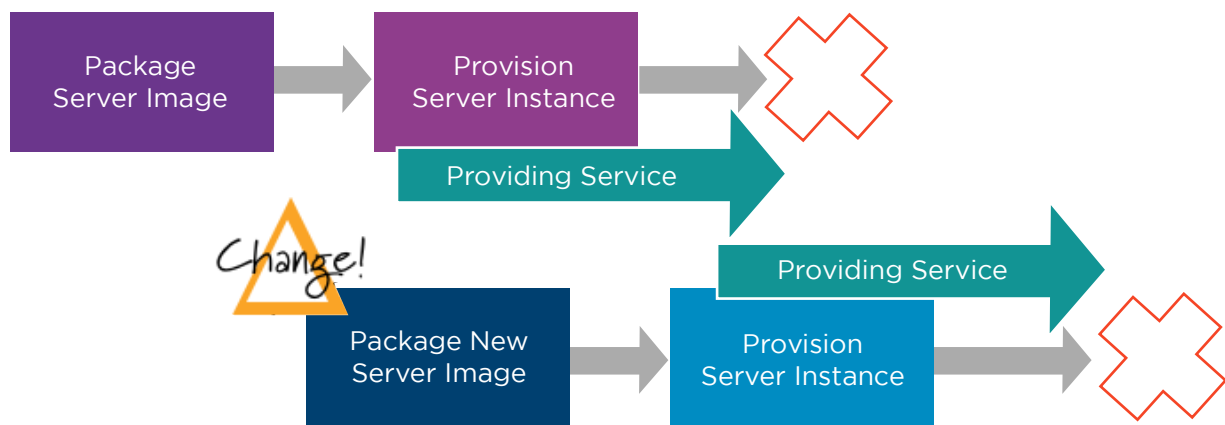 Package
Server Image
Provision
Server Instance
Providing Service
Change!
Providing Service
Package New
Server Image
Provision
Server Instance